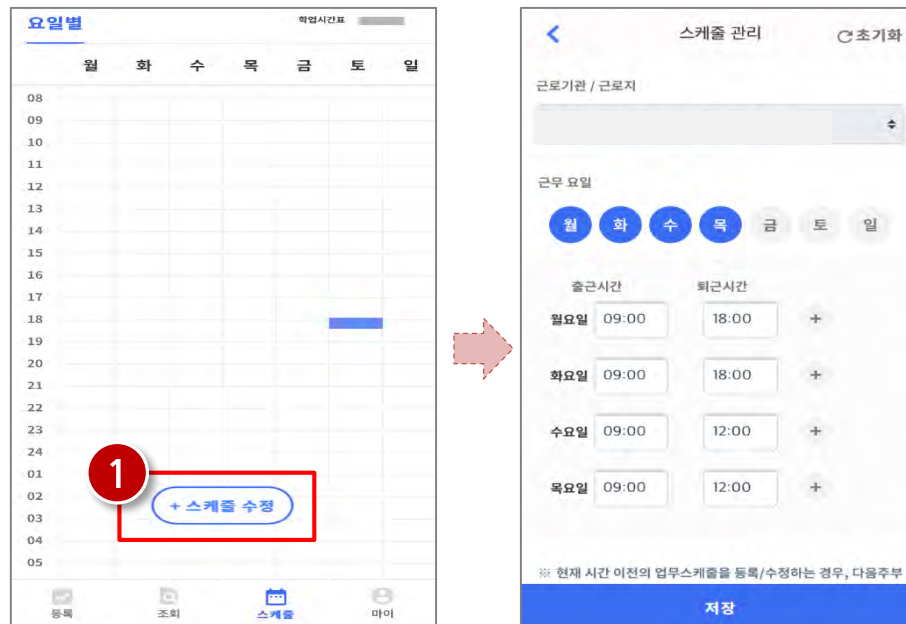 요일별 학업시간표
월 화 수 목 금 토 일
08
09
10
11
12
13
14
15
16
17
18
19
20
21
22
23
24
01
02
03
04
05
1
+ 스케줄 수정
등록 조회 스케줄 마이
스케줄 관리 초기화
근로기관 / 근로지
근무 요일
월 화 수 목 금 토 일
출근시간 퇴근시간
월요일 09:00 18:00 +
화요일 09:00 18:00 +
수요일 09:00 12:00 +
목요일 09:00 12:00 +
※ 현재 시간 이전의 업무스케줄을 등록/수정하는 경우, 다음주부
저장